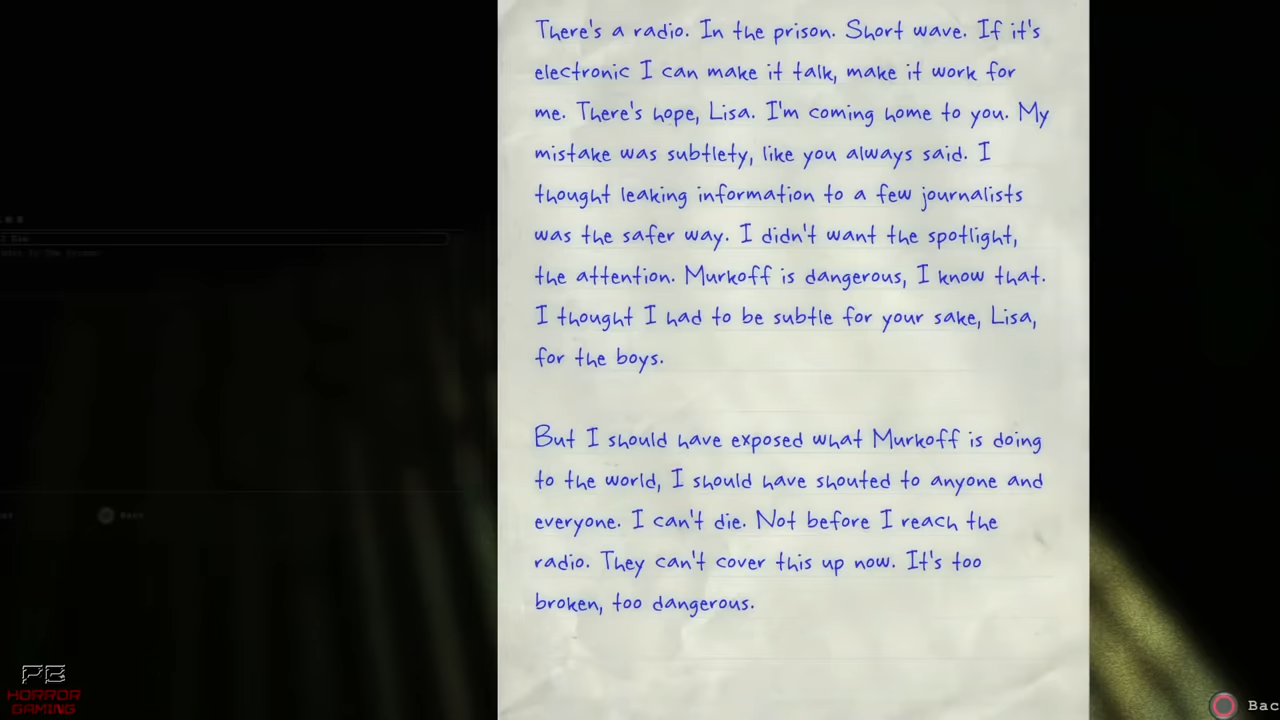 There's a radio. In the prison. Short wave. If it's
electronic I can make it talk, make it work for
me. There's hope, Lisa. I'm coming home to you. My
mistake was subtlety, like you always said. I
thought leaking information to a few journalists
was the safer way. I didn't want the spotlight,
the attention. Murkoff is dangerous, I know that.
I thought I had to be subtle for your sake, Lisa,
for the boys.
But I should have exposed what Murkoff is doing
to the world, I should have shouted to anyone and
everyone. I can't die. Not before I reach the
radio. They can't cover this up now. It's too
broken, too dangerous.
Back
PB
HORROR
GAMING
Bac